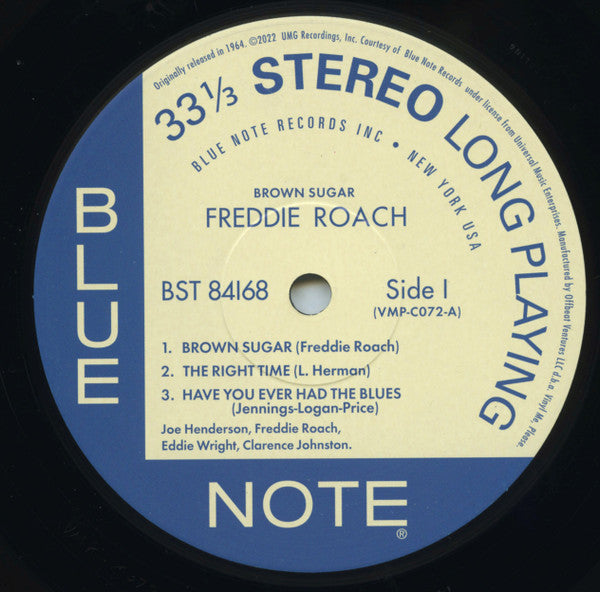 Originally released in 1964. ©2022 UMG Recordings, Inc. Courtesy of Blue Note Records under license from Universal Music Enterprises. Manufactured by Offbeat Ventures LLC d.b.a. Vinyl Me, Please.
33⅓ STEREO LONG PLAYING
BLUE NOTE RECORDS INC • NEW YORK USA
BROWN SUGAR
FREDDIE ROACH
BST 84168
Side 1
(VMP-C072-A)
1. BROWN SUGAR (Freddie Roach)
2. THE RIGHT TIME (L. Herman)
3. HAVE YOU EVER HAD THE BLUES
(Jennings-Logan-Price)
Joe Henderson, Freddie Roach,
Eddie Wright, Clarence Johnston.
BLUE
NOTE®